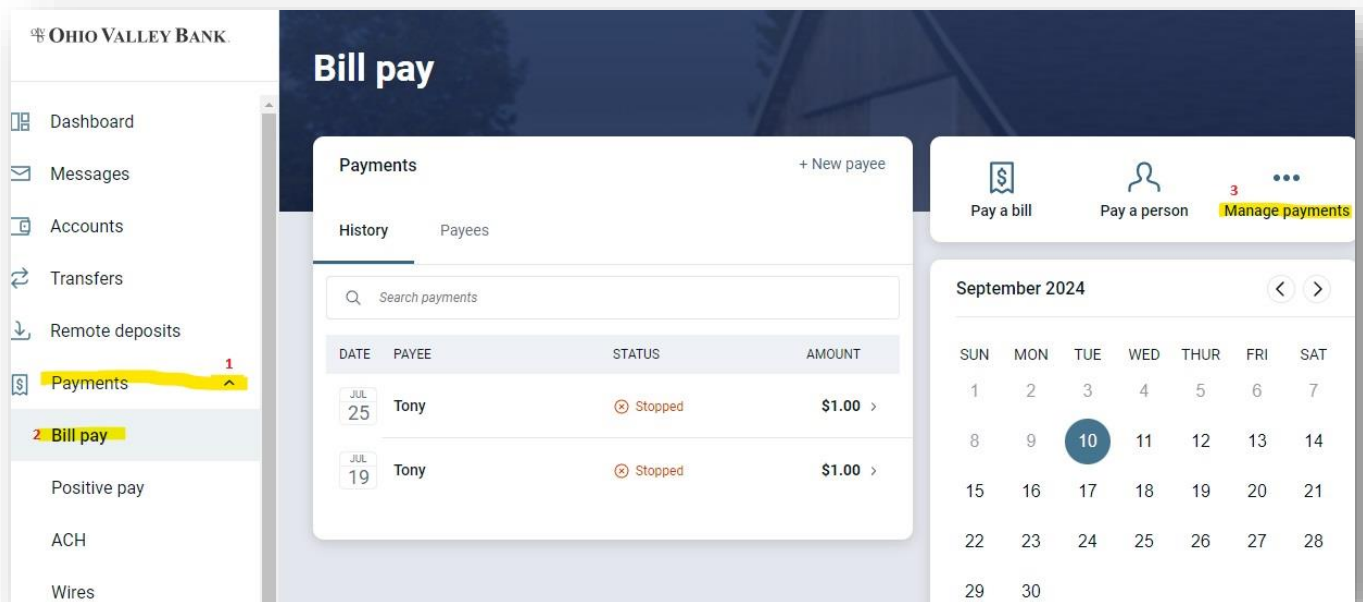 OHIO VALLEY BANK
Dashboard
Messages
Accounts
Transfers
Remote deposits
1
Payments
2 Bill pay
Positive pay
ACH
Wires
Bill pay
Payments + New payee
History Payees
Search payments
DATE PAYEE STATUS AMOUNT
JUL
25 Tony Stopped $1.00
JUL
19 Tony Stopped $1.00
3
Pay a bill Pay a person Manage payments
September 2024
SUN MON TUE WED THUR FRI SAT
1 2 3 4 5 6 7
8 9 10 11 12 13 14
15 16 17 18 19 20 21
22 23 24 25 26 27 28
29 30